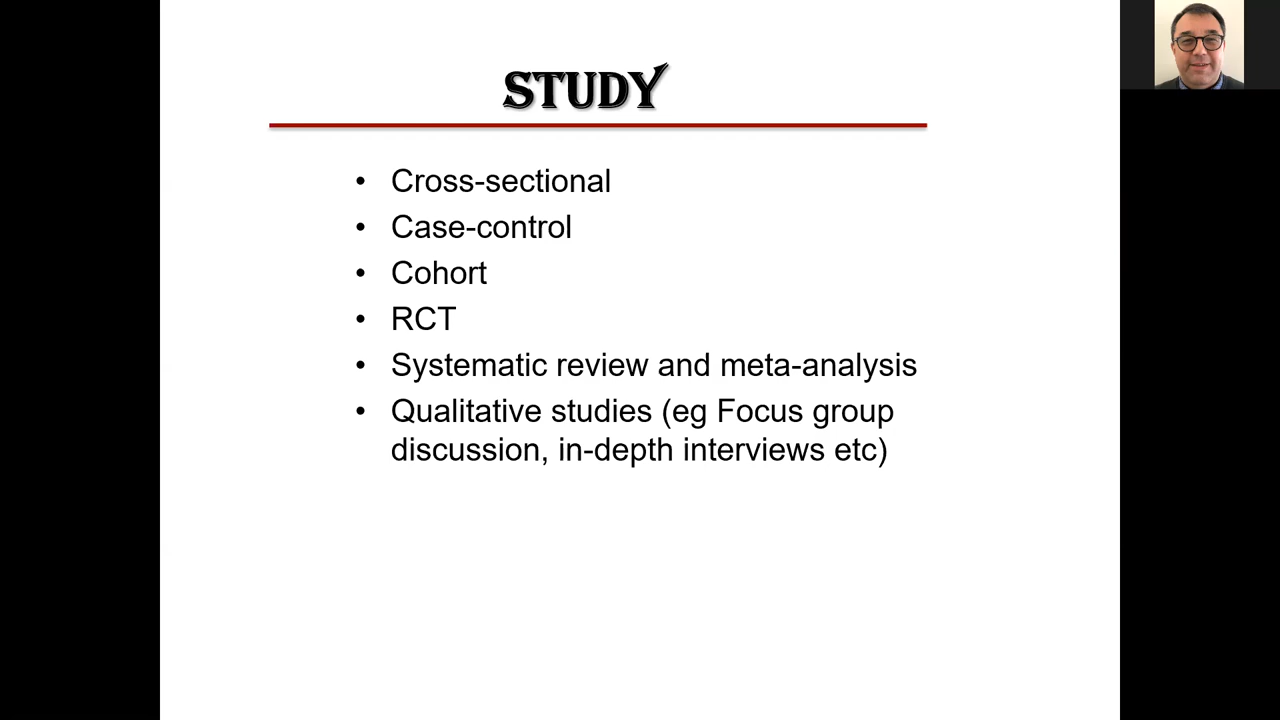 STUDY
• Cross-sectional
• Case-control
• Cohort
• RCT
• Systematic review and meta-analysis
• Qualitative studies (eg Focus group
discussion, in-depth interviews etc)